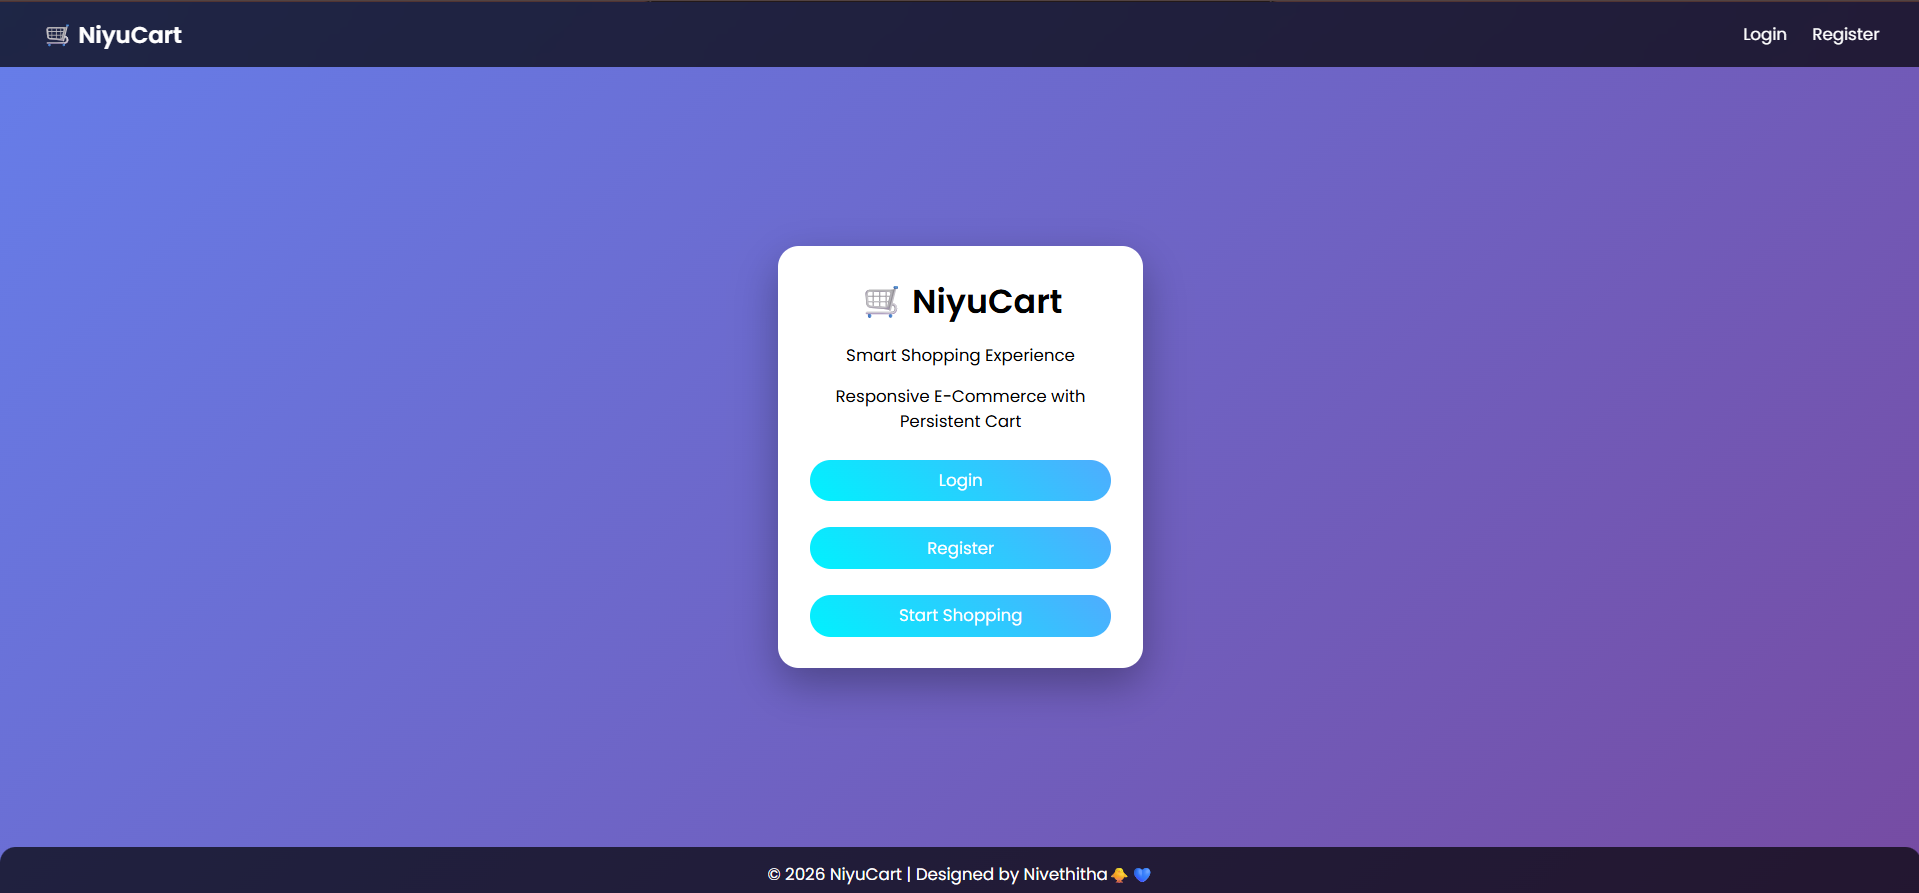 🛒 NiyuCart
Login
Register
🛒 NiyuCart
Smart Shopping Experience
Responsive E-Commerce with
Persistent Cart
Login
Register
Start Shopping
© 2026 NiyuCart | Designed by Nivethitha🐥 💙